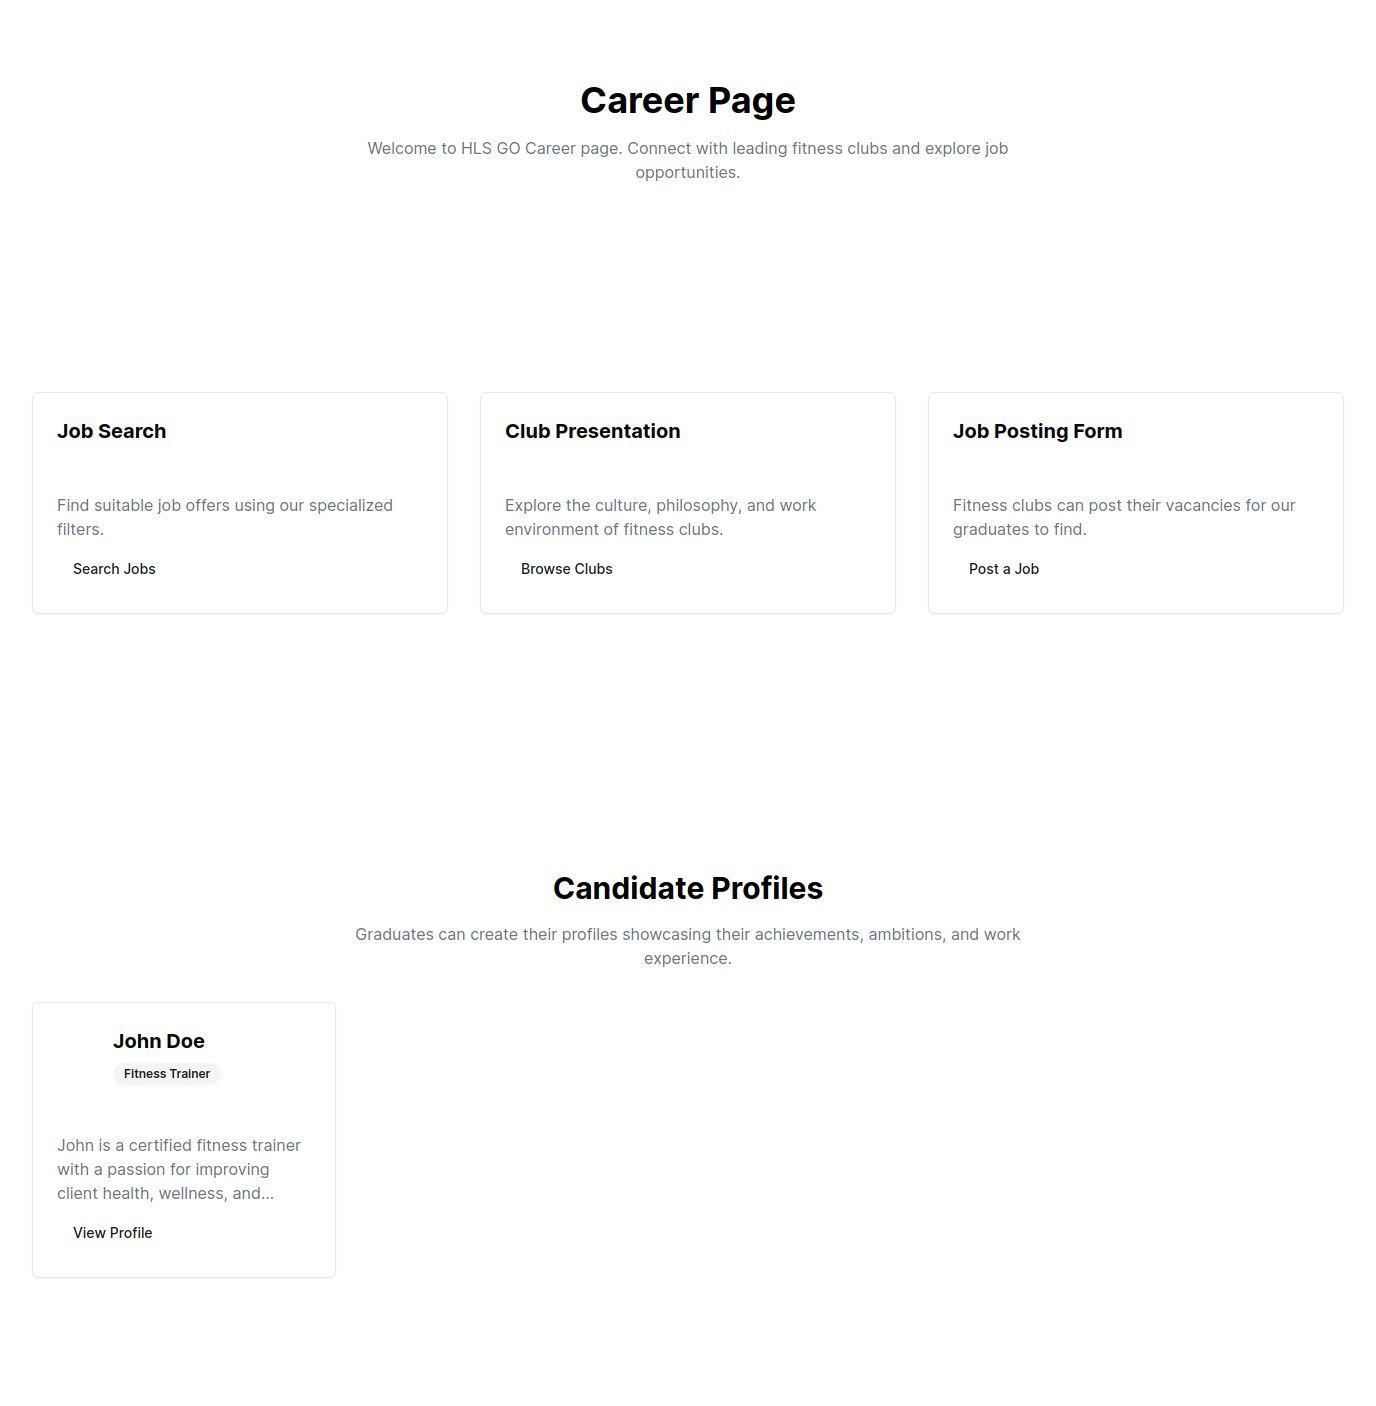 Career Page
Welcome to HLS GO Career page. Connect with leading fitness clubs and explore job
opportunities.
Job Search
Find suitable job offers using our specialized
filters.
Search Jobs
Club Presentation
Explore the culture, philosophy, and work
environment of fitness clubs.
Browse Clubs
Job Posting Form
Fitness clubs can post their vacancies for our
graduates to find.
Post a Job
Candidate Profiles
Graduates can create their profiles showcasing their achievements, ambitions, and work
experience.
John Doe
Fitness Trainer
John is a certified fitness trainer
with a passion for improving
client health, wellness, and...
View Profile